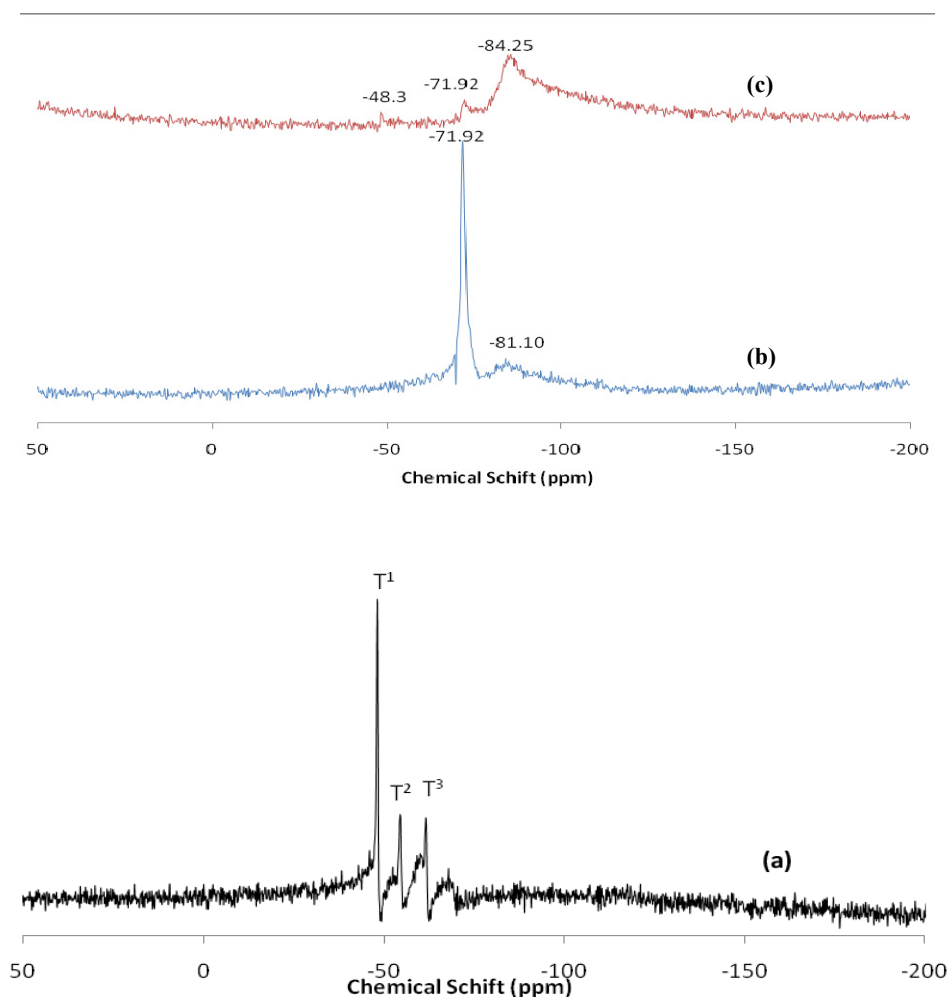 -84.25
-71.92
(c)
-48.3
-71.92
-81.10
(b)
50 0 -50 -100 -150 -200
Chemical Schift (ppm)
T¹
T² T³
(a)
50 0 -50 -100 -150 -200
Chemical Schift (ppm)